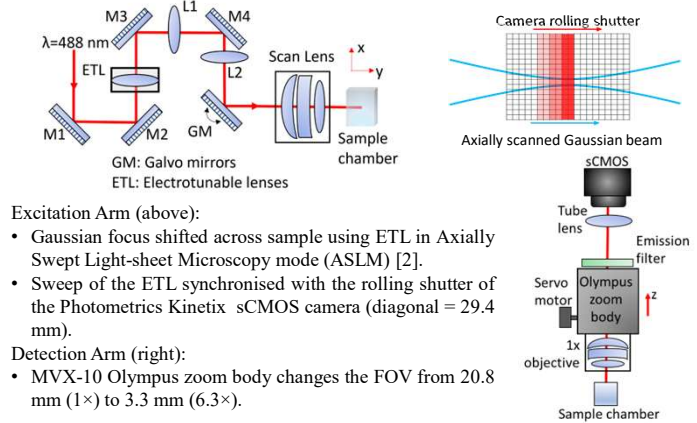 M3
L1
M4
Camera rolling shutter
λ=488 nm
ETL
L2
Scan Lens
x
y
M1
M2
GM
Sample
chamber
GM: Galvo mirrors
ETL: Electrotunable lenses
Axially scanned Gaussian beam
sCMOS
Tube
lens
Emission
filter
Servo
motor
Olympus
zoom
body
z
1x
objective
Sample chamber
Excitation Arm (above):
• Gaussian focus shifted across sample using ETL in Axially
Swept Light-sheet Microscopy mode (ASLM) [2].
• Sweep of the ETL synchronised with the rolling shutter of
the Photometrics Kinetix sCMOS camera (diagonal = 29.4
mm).
Detection Arm (right):
• MVX-10 Olympus zoom body changes the FOV from 20.8
mm (1×) to 3.3 mm (6.3×).